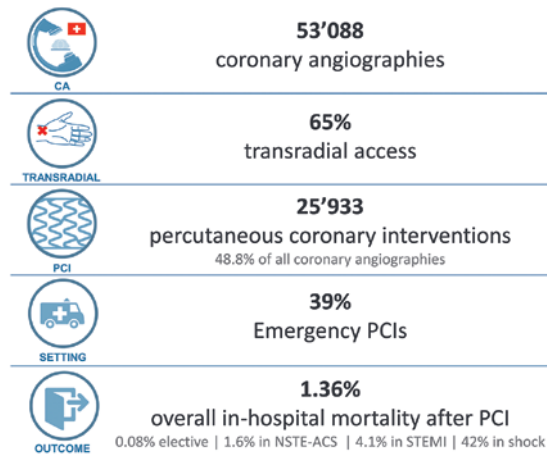 53’088
coronary angiographies
CA
65%
transradial access
TRANSRADIAL
25’933
percutaneous coronary interventions
48.8% of all coronary angiographies
PCI
39%
Emergency PCIs
SETTING
1.36%
overall in-hospital mortality after PCI
0.08% elective | 1.6% in NSTE-ACS | 4.1% in STEMI | 42% in shock
OUTCOME